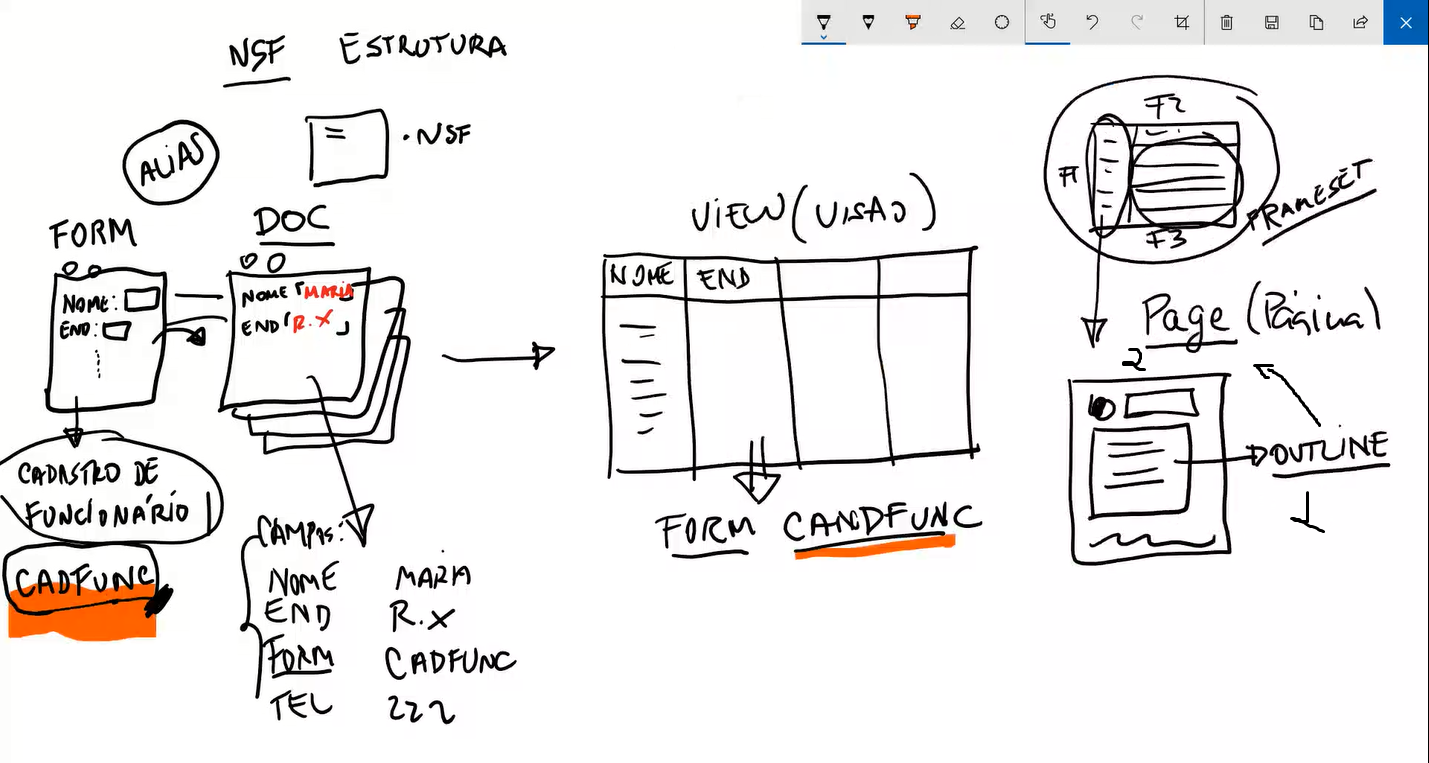 NSF ESTRUTURA
ALIAS
.NSF
FORM
NOME:
END:
DOC
NOME "MARIA
END "R.X
CADASTRO DE
FUNCIONÁRIO
CADFUNC
CAMPOS:
NOME MARIA
END R.X
FORM CADFUNC
TEL 222
VIEW (VISAO)
NOME END
FORM CANDFUNC
F2
F1
F3
FRAMESET
Page (Página)
2
OUTLINE
1